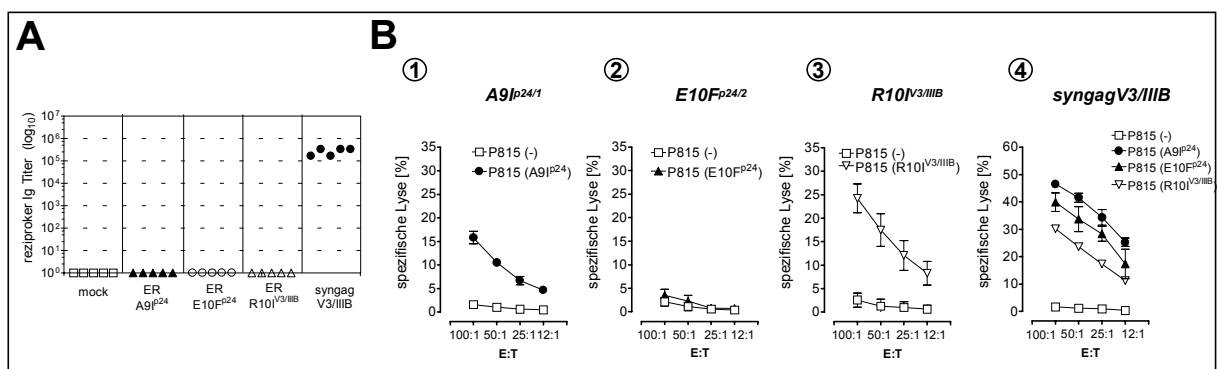 A
reziproker Ig Titer (log10)
10^7
10^6
10^5
10^4
10^3
10^2
10^1
10^0
mock
ER
A9I^p24
ER
E10F^p24
ER
R10I^V3/IIIB
syngag
V3/IIIB
B
1
A9I^p24/1
spezifische Lyse [%]
35
30
25
20
15
10
5
0
P815 (-)
P815 (A9I^p24)
100:1 50:1 25:1 12:1
E:T
2
E10F^p24/2
spezifische Lyse [%]
35
30
25
20
15
10
5
0
P815 (-)
P815 (E10F^p24)
100:1 50:1 25:1 12:1
E:T
3
R10I^V3/IIIB
spezifische Lyse [%]
35
30
25
20
15
10
5
0
P815 (-)
P815 (R10I^V3/IIIB)
100:1 50:1 25:1 12:1
E:T
4
syngagV3/IIIB
spezifische Lyse [%]
60
50
40
30
20
10
0
P815 (-)
P815 (A9I^p24)
P815 (E10F^p24)
P815 (R10I^V3/IIIB)
100:1 50:1 25:1 12:1
E:T